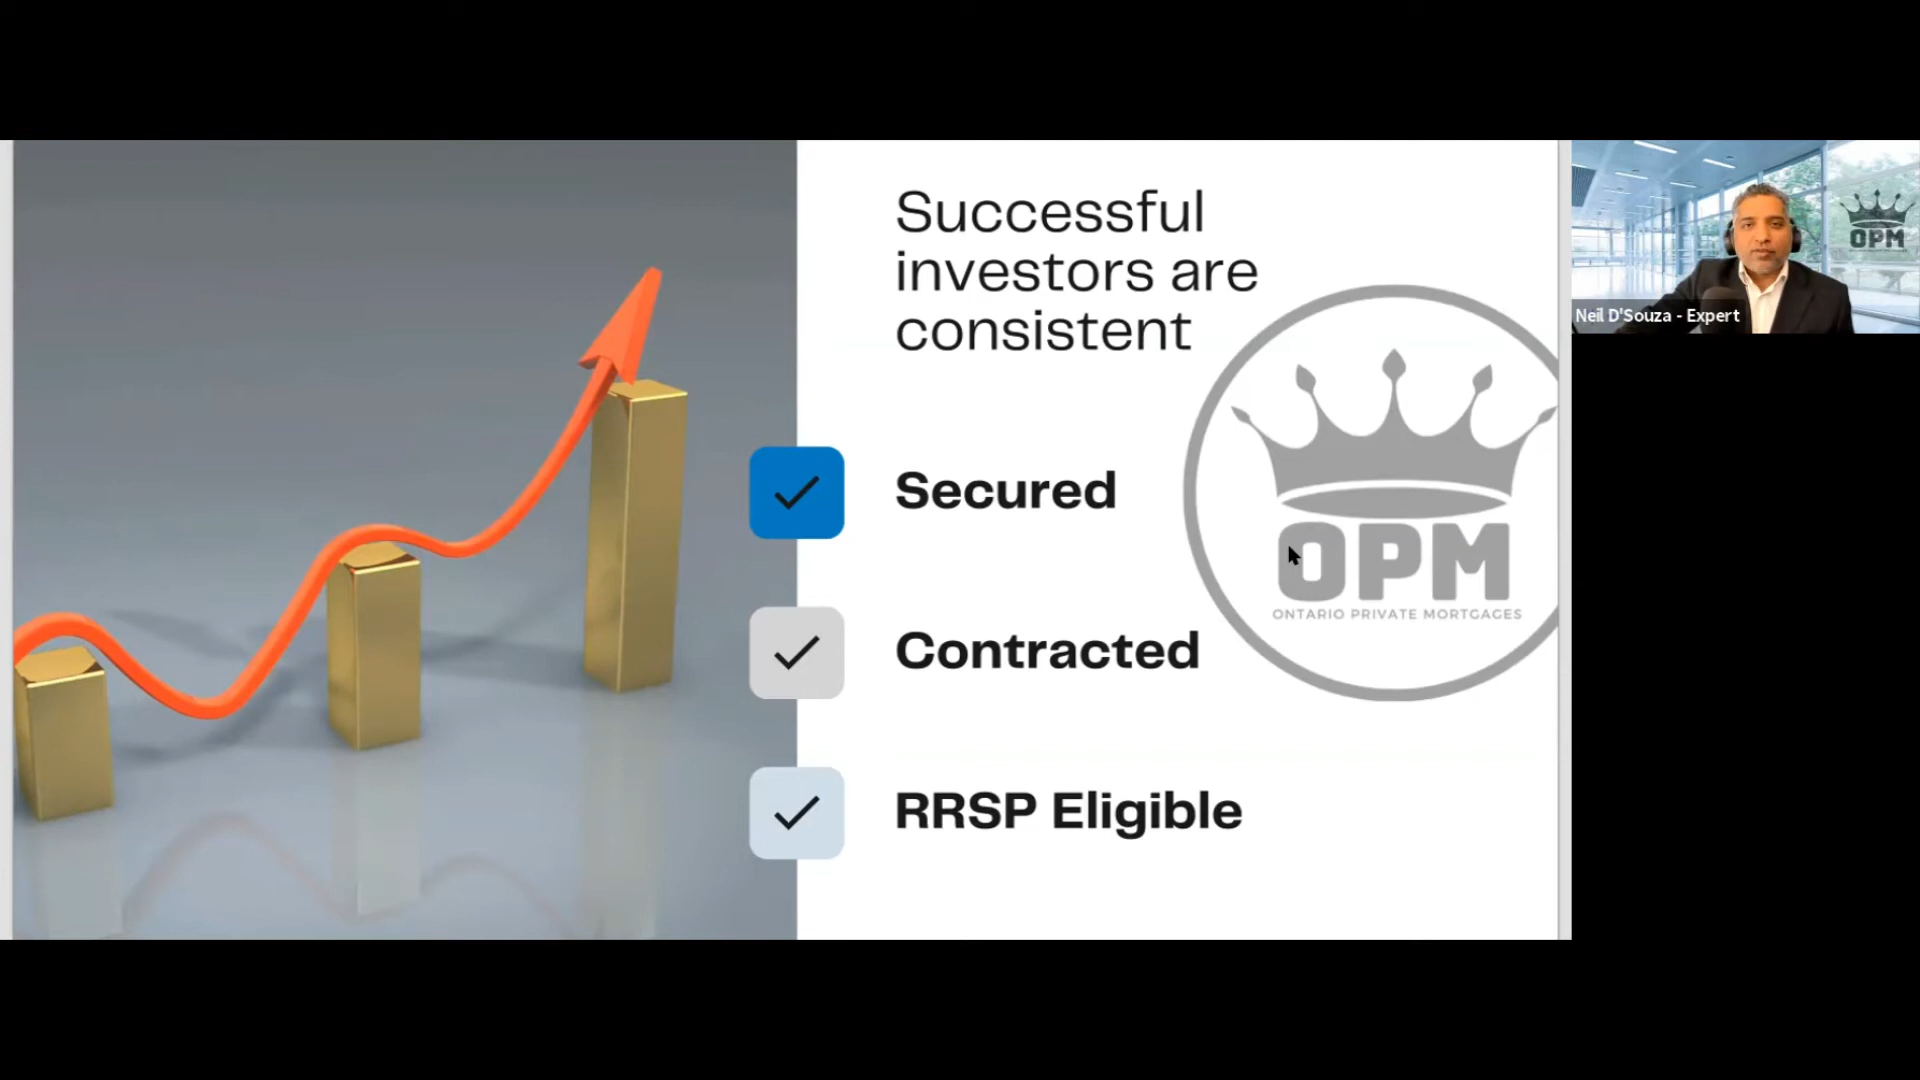 Successful
investors are
consistent
Secured
Contracted
RRSP Eligible
OPM
ONTARIO PRIVATE MORTGAGES
OPM
Neil D'Souza - Expert